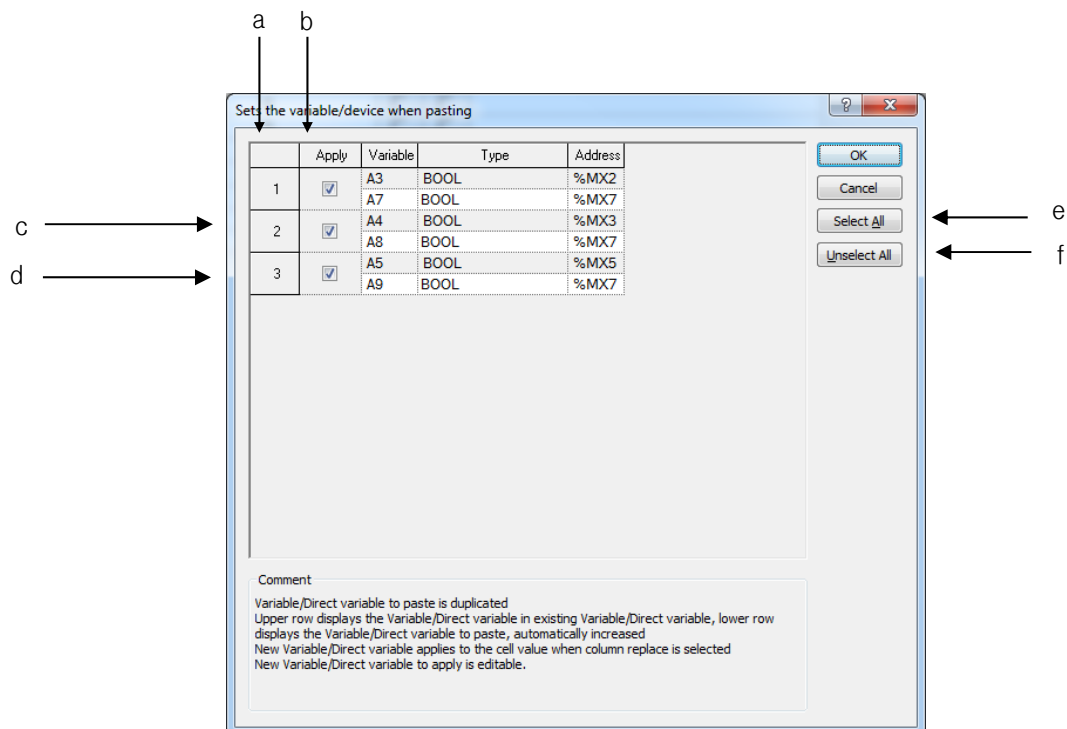 a b
Sets the variable/device when pasting ?  X
Apply Variable Type Address
1 A3 BOOL %MX2
A7 BOOL %MX7
2 A4 BOOL %MX3
A8 BOOL %MX7
3 A5 BOOL %MX5
A9 BOOL %MX7
OK
Cancel
Select All
Unselect All
c
d
e
f
Comment
Variable/Direct variable to paste is duplicated
Upper row displays the Variable/Direct variable in existing Variable/Direct variable, lower row
displays the Variable/Direct variable to paste, automatically increased
New Variable/Direct variable applies to the cell value when column replace is selected
New Variable/Direct variable to apply is editable.